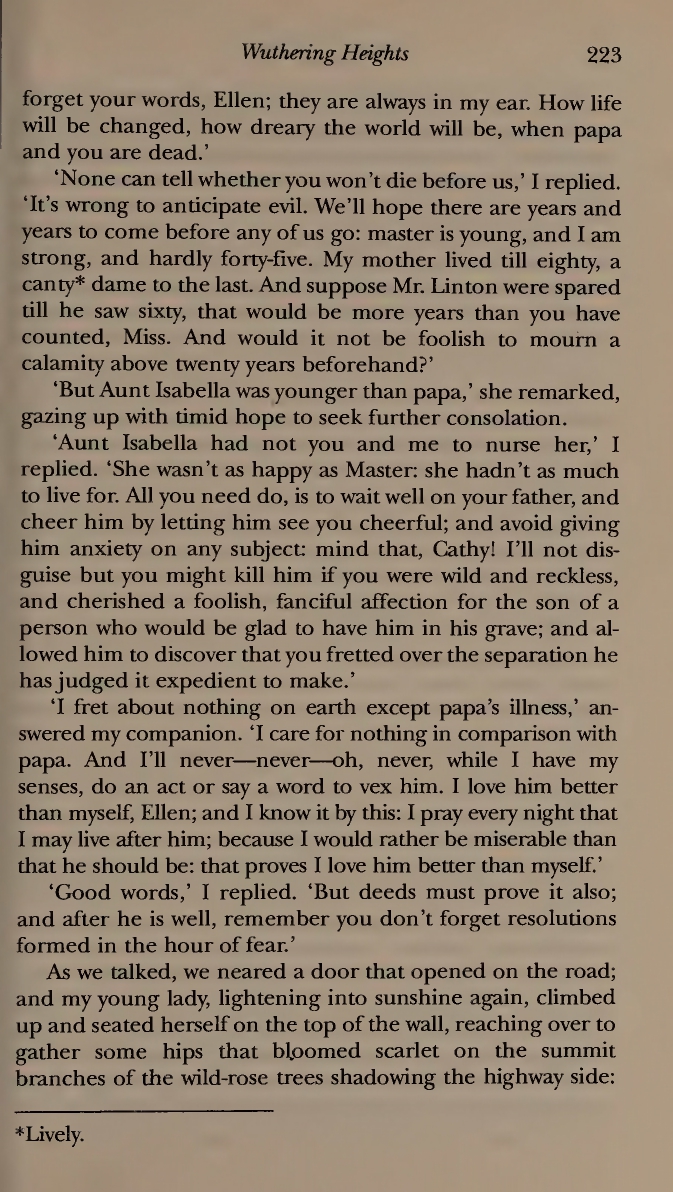 Wuthering Heights 223
forget your words, Ellen; they are always in my ear. How life
will be changed, how dreary the world will be, when papa
and you are dead.’
‘None can tell whether you won’t die before us,’ I replied.
‘It’s wrong to anticipate evil. We’ll hope there are years and
years to come before any of us go: master is young, and I am
strong, and hardly forty-five. My mother lived till eighty, a
canty* dame to the last. And suppose Mr. Linton were spared
till he saw sixty, that would be more years than you have
counted, Miss. And would it not be foolish to mourn a
calamity above twenty years beforehand?’
‘But Aunt Isabella was younger than papa,’ she remarked,
gazing up with timid hope to seek further consolation.
‘Aunt Isabella had not you and me to nurse her,’ I
replied. ‘She wasn’t as happy as Master: she hadn’t as much
to live for. All you need do, is to wait well on your father, and
cheer him by letting him see you cheerful; and avoid giving
him anxiety on any subject: mind that, Cathy! I’ll not dis-
guise but you might kill him if you were wild and reckless,
and cherished a foolish, fanciful affection for the son of a
person who would be glad to have him in his grave; and al-
lowed him to discover that you fretted over the separation he
has judged it expedient to make.’
‘I fret about nothing on earth except papa’s illness,’ an-
swered my companion. ‘I care for nothing in comparison with
papa. And I’ll never—never—oh, never, while I have my
senses, do an act or say a word to vex him. I love him better
than myself, Ellen; and I know it by this: I pray every night that
I may live after him; because I would rather be miserable than
that he should be: that proves I love him better than myself.’
‘Good words,’ I replied. ‘But deeds must prove it also;
and after he is well, remember you don’t forget resolutions
formed in the hour of fear.’
As we talked, we neared a door that opened on the road;
and my young lady, lightening into sunshine again, climbed
up and seated herself on the top of the wall, reaching over to
gather some hips that bloomed scarlet on the summit
branches of the wild-rose trees shadowing the highway side:
*Lively.